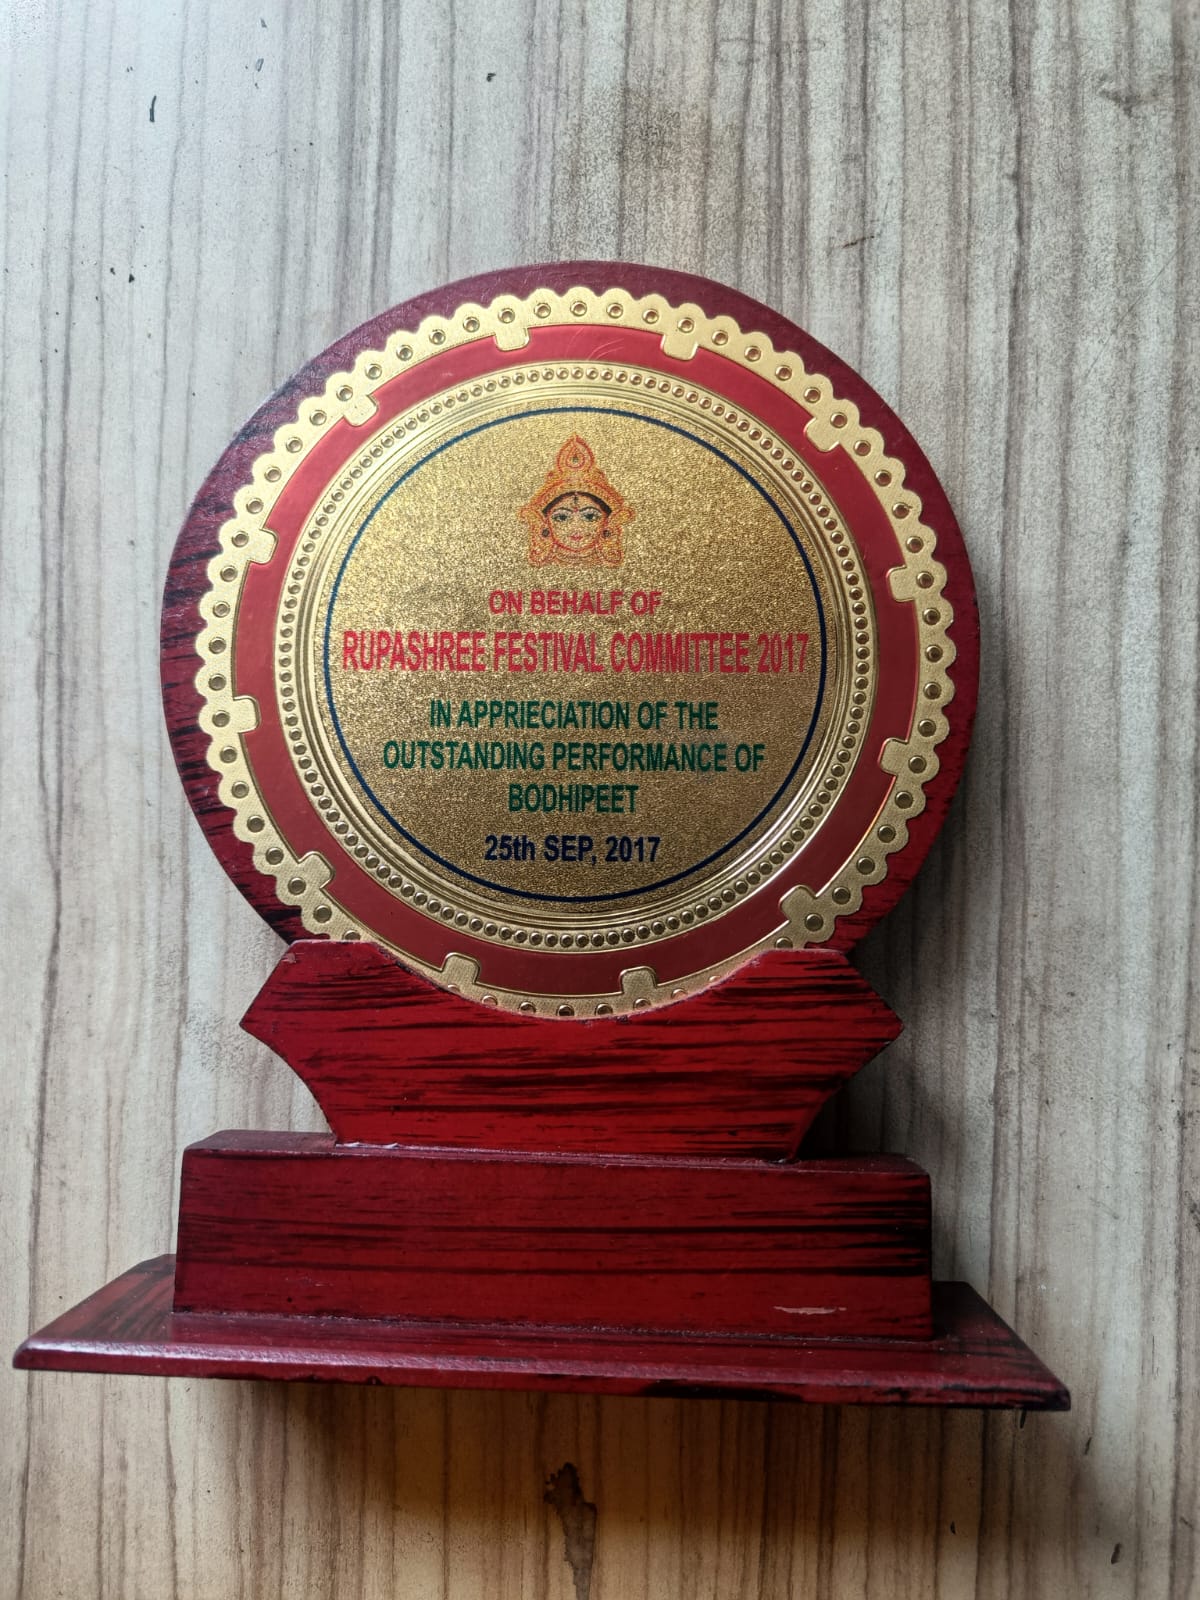 ON BEHALF OF
RUPASHREE FESTIVAL COMMITTEE 2017
IN APPRIECIATION OF THE
OUTSTANDING PERFORMANCE OF
BODHIPEET
25th SEP, 2017